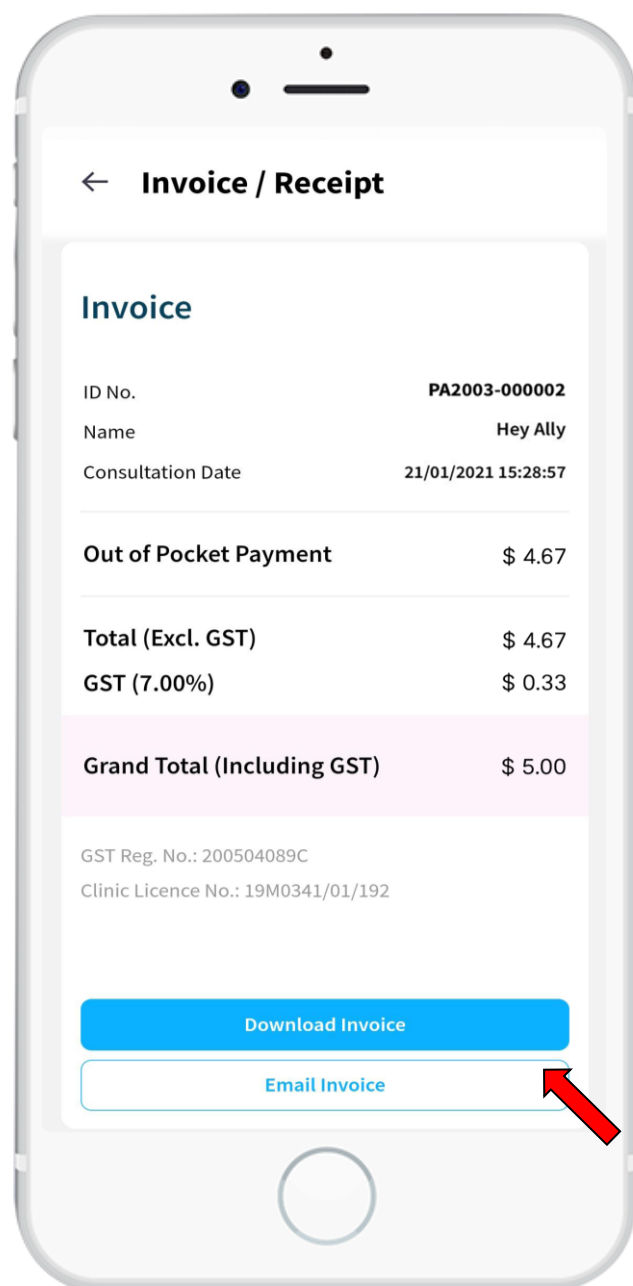 ← Invoice / Receipt
Invoice
ID No. PA2003-000002
Name Hey Ally
Consultation Date 21/01/2021 15:28:57
Out of Pocket Payment $ 4.67
Total (Excl. GST) $ 4.67
GST (7.00%) $ 0.33
Grand Total (Including GST) $ 5.00
GST Reg. No.: 200504089C
Clinic Licence No.: 19M0341/01/192
Download Invoice
Email Invoice